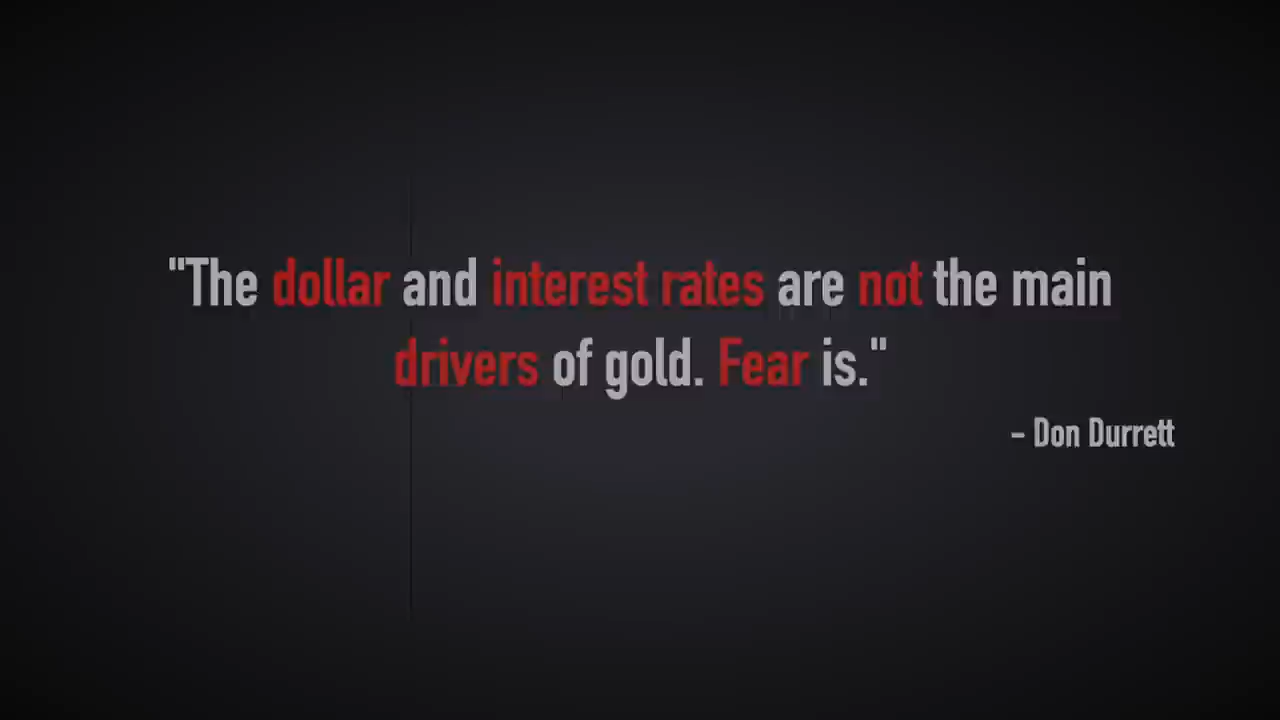 "The dollar and interest rates are not the main
drivers of gold. Fear is."
- Don Durrett